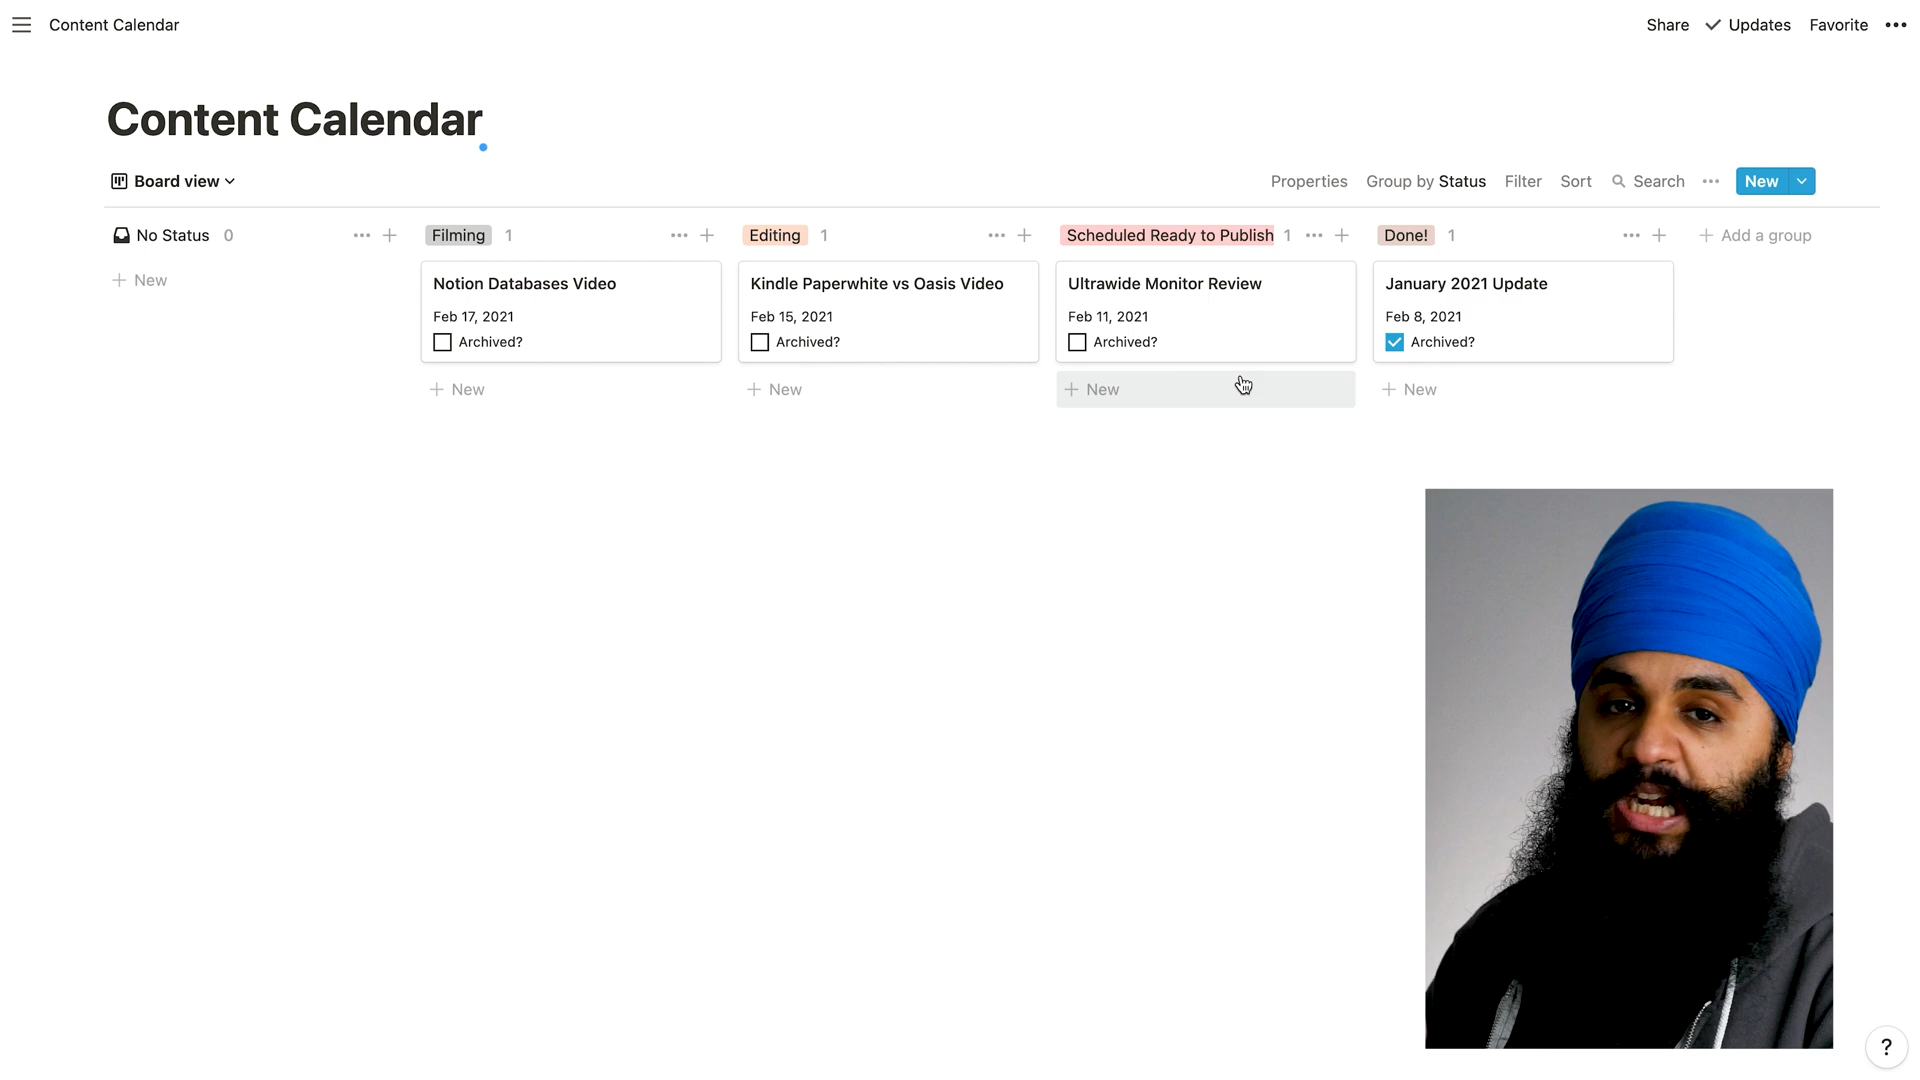 Content Calendar
Share Updates Favorite
Content Calendar
Board view
Properties Group by Status Filter Sort Search New
No Status 0
Filming 1
Editing 1
Scheduled Ready to Publish 1
Done! 1
Add a group
New
Notion Databases Video
Feb 17, 2021
Archived?
New
Kindle Paperwhite vs Oasis Video
Feb 15, 2021
Archived?
New
Ultrawide Monitor Review
Feb 11, 2021
Archived?
New
January 2021 Update
Feb 8, 2021
Archived?
New
?